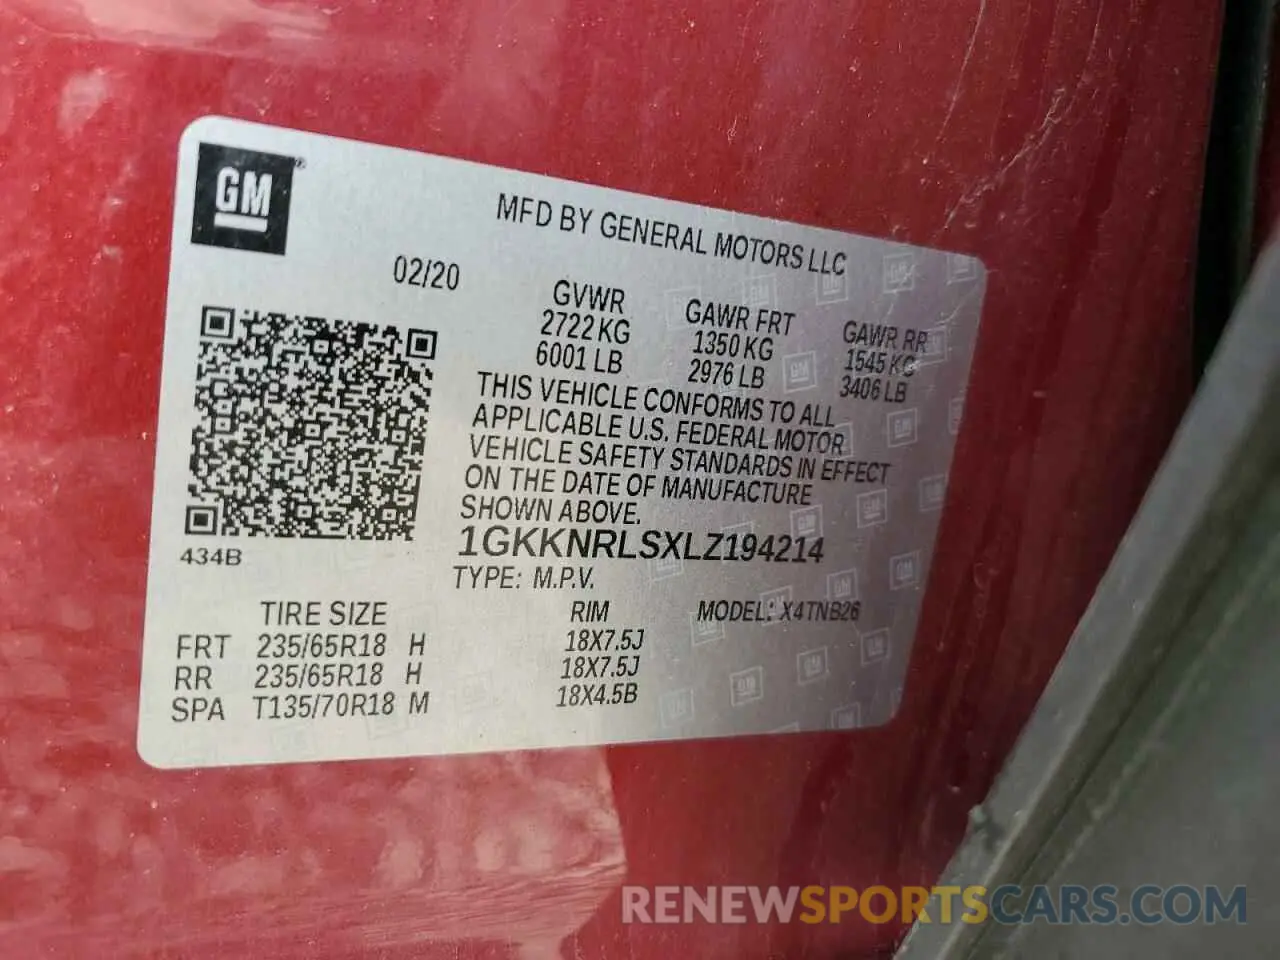 GM®
MFD BY GENERAL MOTORS LLC
02/20
GVWR GAWR FRT GAWR RR
2722 KG 1350 KG 1545 KG
6001 LB 2976 LB 3406 LB
THIS VEHICLE CONFORMS TO ALL
APPLICABLE U.S. FEDERAL MOTOR
VEHICLE SAFETY STANDARDS IN EFFECT
ON THE DATE OF MANUFACTURE
SHOWN ABOVE.
1GKKNRLSXLZ194214
434B
TYPE: M.P.V.
TIRE SIZE RIM MODEL: X4TNB26
FRT 235/65R18 H 18X7.5J
RR 235/65R18 H 18X7.5J
SPA T135/70R18 M 18X4.5B
RENEWSPORTSCARS.COM